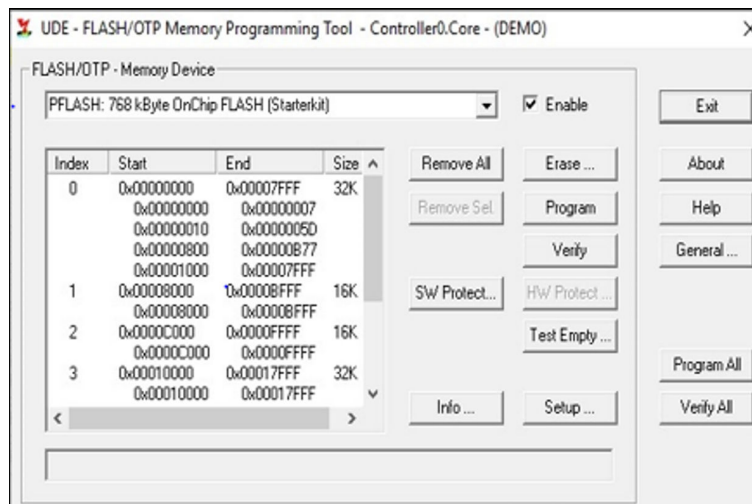 UDE - FLASH/OTP Memory Programming Tool - Controller0.Core - (DEMO)
FLASH/OTP - Memory Device
PFLASH: 768 kByte OnChip FLASH (Starterkit)
Enable
Exit
Index Start End Size
0 0x00000000 0x00007FFF 32K
0x00000000 0x00000007
0x00000010 0x0000005D
0x00000800 0x00000B77
0x00001000 0x00007FFF
1 0x00008000 0x0000BFFF 16K
0x00008000 0x0000BFFF
2 0x0000C000 0x0000FFFF 16K
0x0000C000 0x0000FFFF
3 0x00010000 0x00017FFF 32K
0x00010000 0x00017FFF
Remove All Erase ... About
Remove Sel. Program Help
Verify General ...
SW Protect... HW Protect ...
Test Empty ...
Program All
Info ... Setup ... Verify All